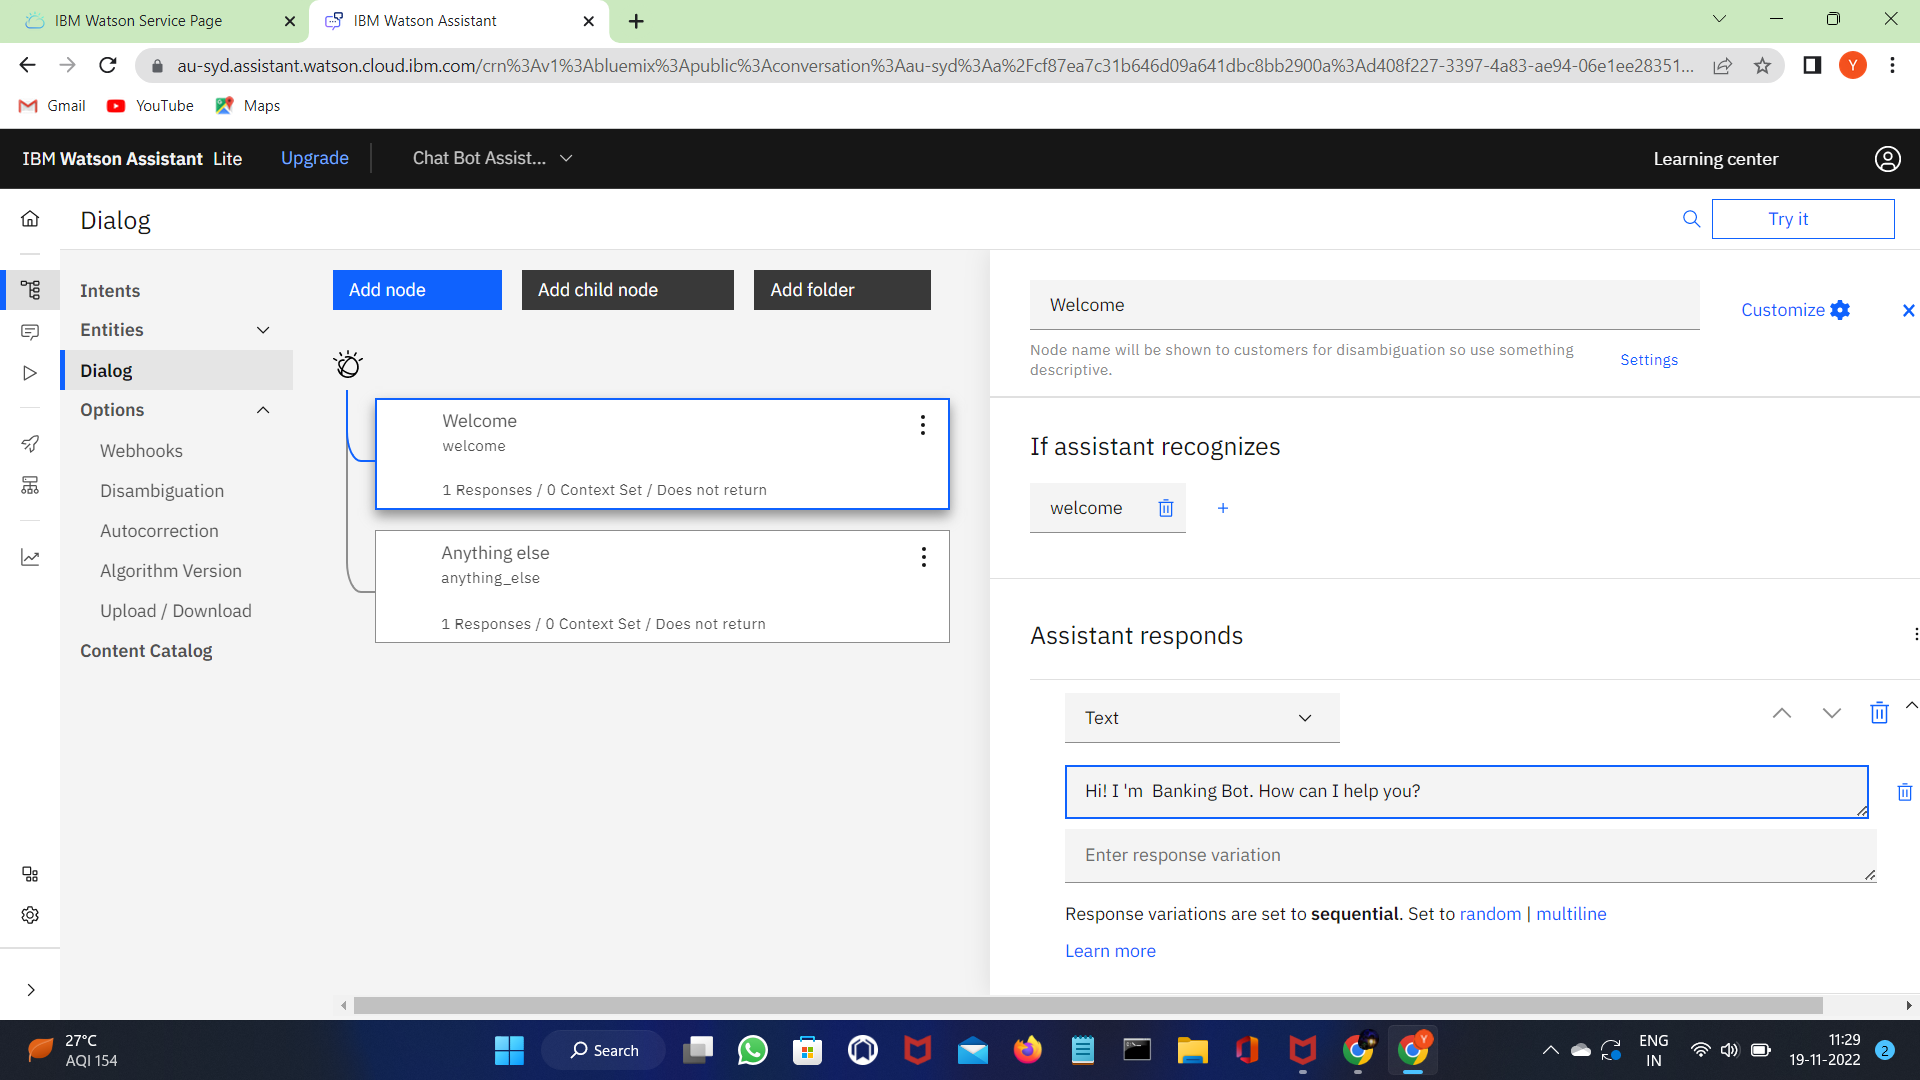 IBM Watson Service Page
IBM Watson Assistant
au-syd.assistant.watson.cloud.ibm.com/crn%3Av1%3Abluemix%3Apublic%3Aconversation%3Aau-syd%3Aa%2Fcf87ea7c31b646d09a641dbc8bb2900a%3Ad408f227-3397-4a83-ae94-06e1ee28351...
Y
Gmail
YouTube
Maps
IBM Watson Assistant Lite
Upgrade
Chat Bot Assist...
Learning center
Dialog
Try it
Intents
Entities
Dialog
Options
Webhooks
Disambiguation
Autocorrection
Algorithm Version
Upload / Download
Content Catalog
Add node
Add child node
Add folder
Welcome
welcome
1 Responses / 0 Context Set / Does not return
Anything else
anything_else
1 Responses / 0 Context Set / Does not return
Welcome
Customize
Node name will be shown to customers for disambiguation so use something
descriptive.
Settings
If assistant recognizes
welcome
Assistant responds
Text
Hi! I 'm  Banking Bot. How can I help you?
Enter response variation
Response variations are set to sequential. Set to random | multiline
Learn more
27°C
AQI 154
Search
Y
ENG
IN
11:29
19-11-2022
2